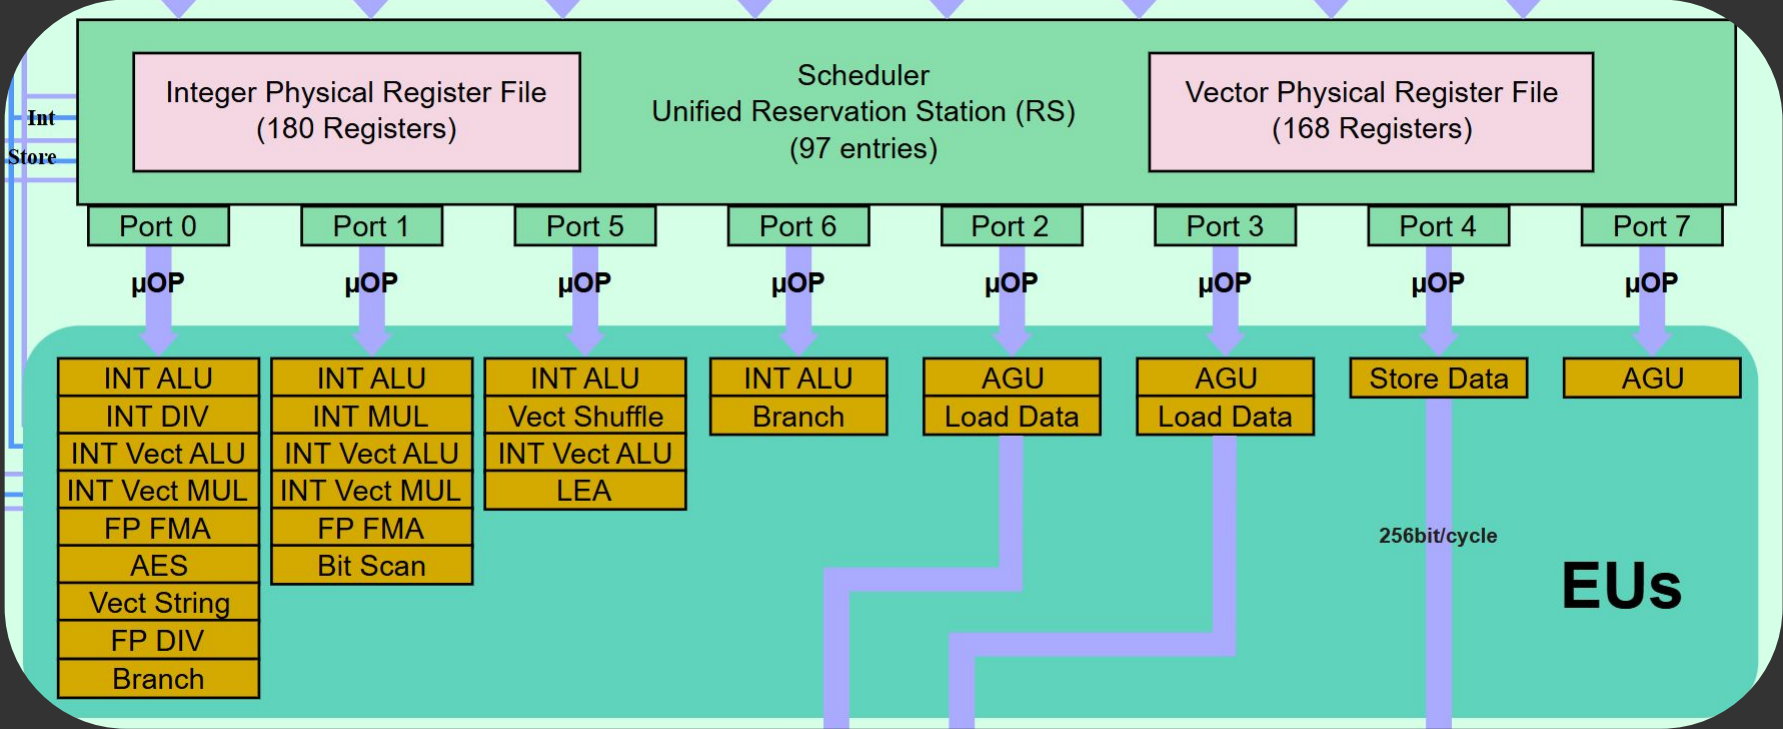 Integer Physical Register File
(180 Registers)
Scheduler
Unified Reservation Station (RS)
(97 entries)
Vector Physical Register File
(168 Registers)
Int
Store
Port 0
Port 1
Port 5
Port 6
Port 2
Port 3
Port 4
Port 7
µOP
µOP
µOP
µOP
µOP
µOP
µOP
µOP
INT ALU
INT DIV
INT Vect ALU
INT Vect MUL
FP FMA
AES
Vect String
FP DIV
Branch
INT ALU
INT MUL
INT Vect ALU
INT Vect MUL
FP FMA
Bit Scan
INT ALU
Vect Shuffle
INT Vect ALU
LEA
INT ALU
Branch
AGU
Load Data
AGU
Load Data
Store Data
AGU
256bit/cycle
EUs